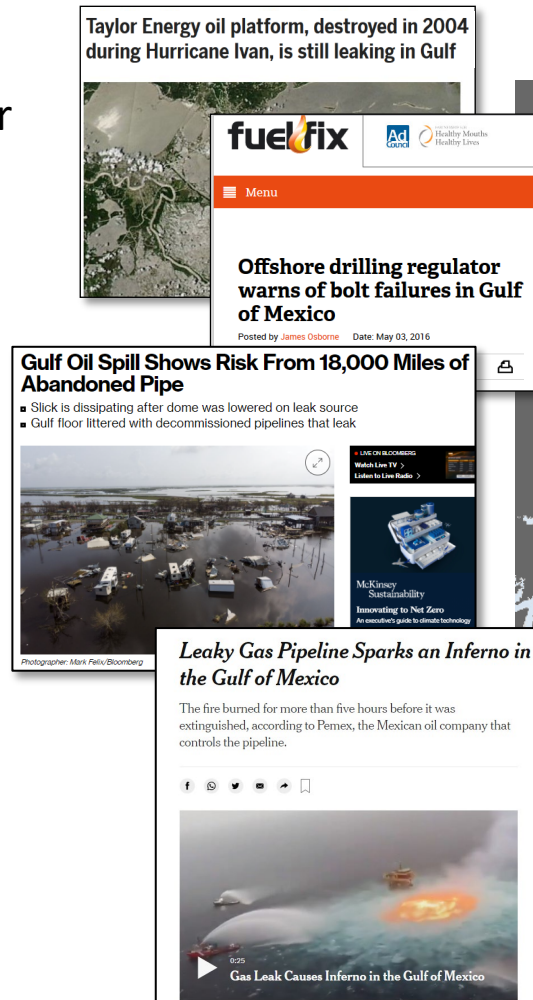 r
Taylor Energy oil platform, destroyed in 2004
during Hurricane Ivan, is still leaking in Gulf
fuelfix
Ad
Council
Healthy Mouths
Healthy Lives
Menu
Offshore drilling regulator
warns of bolt failures in Gulf
of Mexico
Posted by James Osborne Date: May 03, 2016
Gulf Oil Spill Shows Risk From 18,000 Miles of
Abandoned Pipe
Slick is dissipating after dome was lowered on leak source
Gulf floor littered with decommissioned pipelines that leak
LIVE ON BLOOMBERG
Watch Live TV >
Listen to Live Radio >
McKinsey
Sustainability
Innovating to Net Zero
An executive's guide to climate technology
Photographer: Mark Felix/Bloomberg
Leaky Gas Pipeline Sparks an Inferno in
the Gulf of Mexico
The fire burned for more than five hours before it was
extinguished, according to Pemex, the Mexican oil company that
controls the pipeline.
0:25
Gas Leak Causes Inferno in the Gulf of Mexico